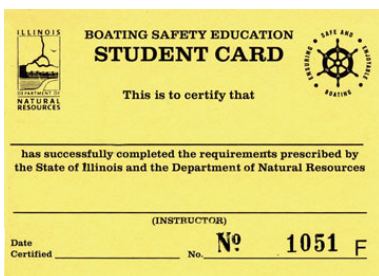 ILLINOIS
DEPARTMENT OF
NATURAL
RESOURCES
BOATING SAFETY EDUCATION
STUDENT CARD
ENSURING SAFE AND ENJOYABLE
BOATING
This is to certify that
has successfully completed the requirements prescribed by
the State of Illinois and the Department of Natural Resources
(INSTRUCTOR)
Date
Certified
No. Nº 1051 F